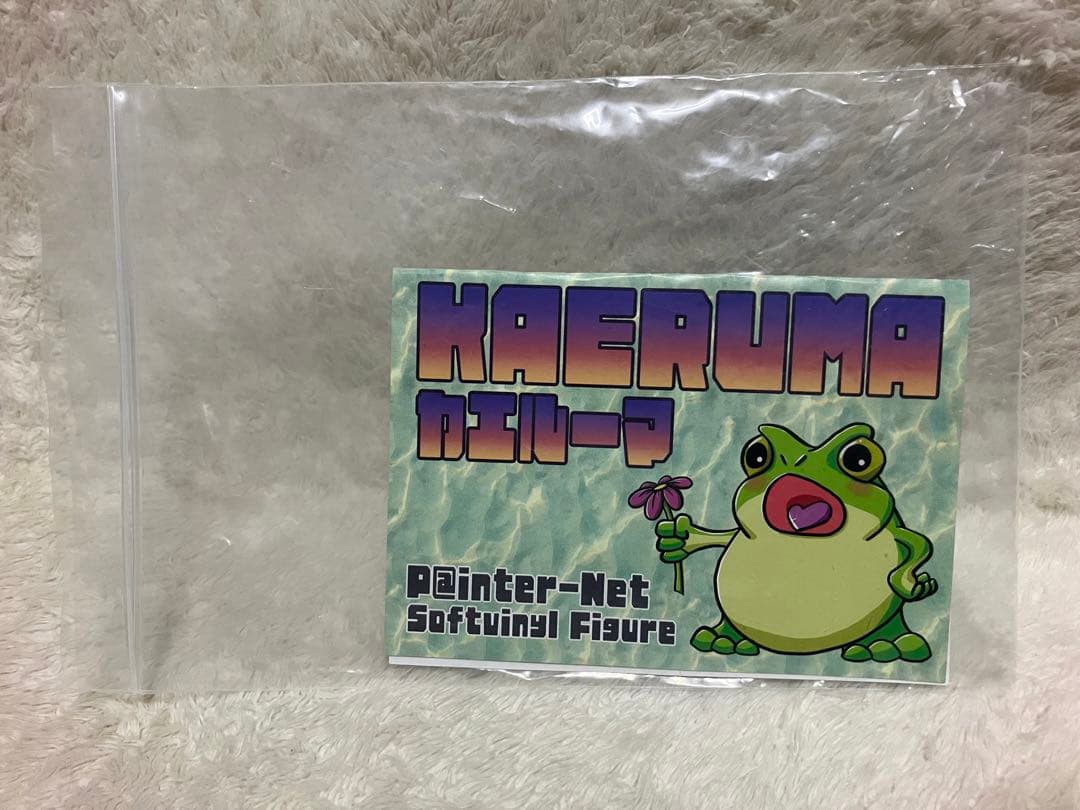 KAERUMA
カエルーマ
P@inter-Net
Softvinyl Figure